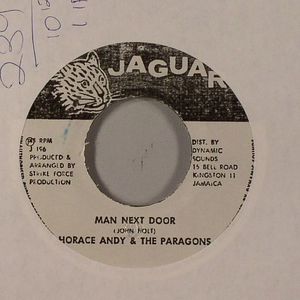 239
JAGUAR
45 RPM
J 196
PRODUCED &
ARRANGED BY
STRIKE FORCE
PRODUCTION
DIST. BY
DYNAMIC
SOUNDS
15 BELL ROAD
KINGSTON 11
JAMAICA
MAN NEXT DOOR
(JOHN HOLT)
HORACE ANDY & THE PARAGONS